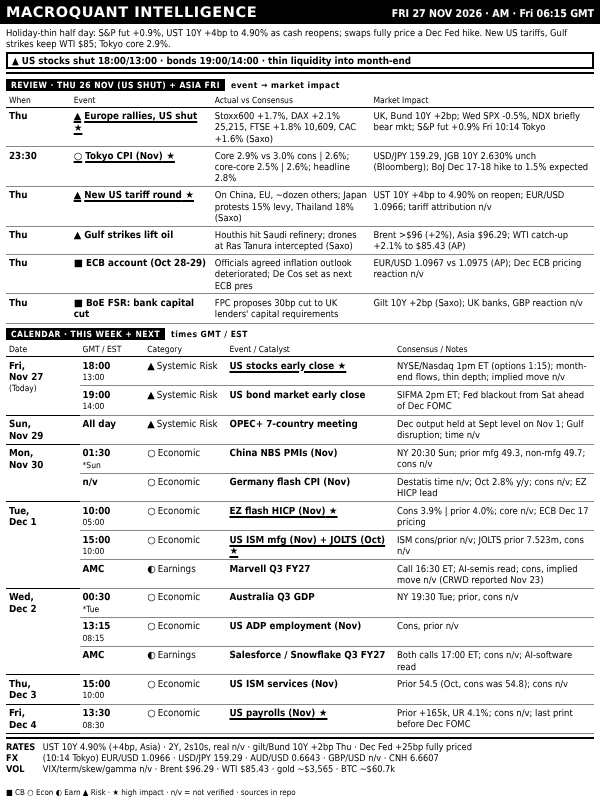 MACROQUANT INTELLIGENCE FRI 27 NOV 2026 · AM · Fri 06:15 GMT
Holiday-thin half day: S&P fut +0.9%, UST 10Y +4bp to 4.90% as cash reopens; swaps fully price a Dec Fed hike. New US tariffs, Gulf
strikes keep WTI $85; Tokyo core 2.9%.
▲ US stocks shut 18:00/13:00 · bonds 19:00/14:00 · thin liquidity into month-end
REVIEW · THU 26 NOV (US SHUT) + ASIA FRI event → market impact
When Event Actual vs Consensus Market Impact
Thu ▲ Europe rallies, US shut ★ Stoxx600 +1.7%, DAX +2.1% 25,215, FTSE +1.8% 10,609, CAC +1.6% (Saxo) UK, Bund 10Y +2bp; Wed SPX -0.5%, NDX briefly bear mkt; S&P fut +0.9% Fri 10:14 Tokyo
23:30 ○ Tokyo CPI (Nov) ★ Core 2.9% vs 3.0% cons | 2.6%; core-core 2.5% | 2.6%; headline 2.8% USD/JPY 159.29, JGB 10Y 2.630% unch (Bloomberg); BoJ Dec 17-18 hike to 1.5% expected
Thu ▲ New US tariff round ★ On China, EU, ~dozen others; Japan protests 15% levy, Thailand 18% (Saxo) UST 10Y +4bp to 4.90% on reopen; EUR/USD 1.0966; tariff attribution n/v
Thu ▲ Gulf strikes lift oil Houthis hit Saudi refinery; drones at Ras Tanura intercepted (Saxo) Brent >$96 (+2%), Asia $96.29; WTI catch-up +2.1% to $85.43 (AP)
Thu ■ ECB account (Oct 28-29) Officials agreed inflation outlook deteriorated; De Cos set as next ECB pres EUR/USD 1.0967 vs 1.0975 (AP); Dec ECB pricing reaction n/v
Thu ■ BoE FSR: bank capital cut FPC proposes 30bp cut to UK lenders' capital requirements Gilt 10Y +2bp (Saxo); UK banks, GBP reaction n/v
CALENDAR · THIS WEEK + NEXT times GMT / EST
Date GMT / EST Category Event / Catalyst Consensus / Notes
Fri, Nov 27 (Today) 18:00 13:00 ▲ Systemic Risk US stocks early close ★ NYSE/Nasdaq 1pm ET (options 1:15); month-end flows, thin depth; implied move n/v
19:00 14:00 ▲ Systemic Risk US bond market early close SIFMA 2pm ET; Fed blackout from Sat ahead of Dec FOMC
Sun, Nov 29 All day ▲ Systemic Risk OPEC+ 7-country meeting Dec output held at Sept level on Nov 1; Gulf disruption; time n/v
Mon, Nov 30 01:30 *Sun ○ Economic China NBS PMIs (Nov) NY 20:30 Sun; prior mfg 49.3, non-mfg 49.7; cons n/v
n/v ○ Economic Germany flash CPI (Nov) Destatis time n/v; Oct 2.8% y/y; cons n/v; EZ HICP lead
Tue, Dec 1 10:00 05:00 ○ Economic EZ flash HICP (Nov) ★ Cons 3.9% | prior 4.0%; core n/v; ECB Dec 17 pricing
15:00 10:00 ○ Economic US ISM mfg (Nov) + JOLTS (Oct) ★ ISM cons/prior n/v; JOLTS prior 7.523m, cons n/v
AMC ◐ Earnings Marvell Q3 FY27 Call 16:30 ET; AI-semis read; cons, implied move n/v (CRWD reported Nov 23)
Wed, Dec 2 00:30 *Tue ○ Economic Australia Q3 GDP NY 19:30 Tue; prior, cons n/v
13:15 08:15 ○ Economic US ADP employment (Nov) Cons, prior n/v
AMC ◐ Earnings Salesforce / Snowflake Q3 FY27 Both calls 17:00 ET; cons n/v; AI-software read
Thu, Dec 3 15:00 10:00 ○ Economic US ISM services (Nov) Prior 54.5 (Oct, cons was 54.8); cons n/v
Fri, Dec 4 13:30 08:30 ○ Economic US payrolls (Nov) ★ Prior +165k, UR 4.1%; cons n/v; last print before Dec FOMC
RATES UST 10Y 4.90% (+4bp, Asia) · 2Y, 2s10s, real n/v · gilt/Bund 10Y +2bp Thu · Dec Fed +25bp fully priced
FX (10:14 Tokyo) EUR/USD 1.0966 · USD/JPY 159.29 · AUD/USD 0.6643 · GBP/USD n/v · CNH 6.6607
VOL VIX/term/skew/gamma n/v · Brent $96.29 · WTI $85.43 · gold ~$3,565 · BTC ~$60.7k
■ CB ○ Econ ◐ Earn ▲ Risk · ★ high impact · n/v = not verified · sources in repo